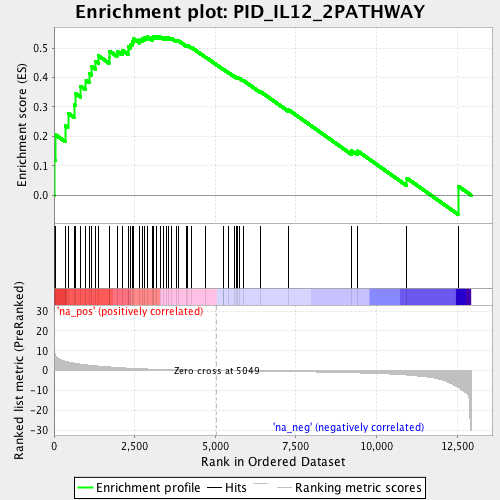 Enrichment plot: PID_IL12_2PATHWAY
Enrichment score (ES)
0.5
0.4
0.3
0.2
0.1
0.0
Ranked list metric (PreRanked)
30
20
10
0
-10
-20
-30
'na_pos' (positively correlated)
Zero cross at 5049
'na_neg' (negatively correlated)
0 2,500 5,000 7,500 10,000 12,500
Rank in Ordered Dataset
Enrichment profile Hits Ranking metric scores